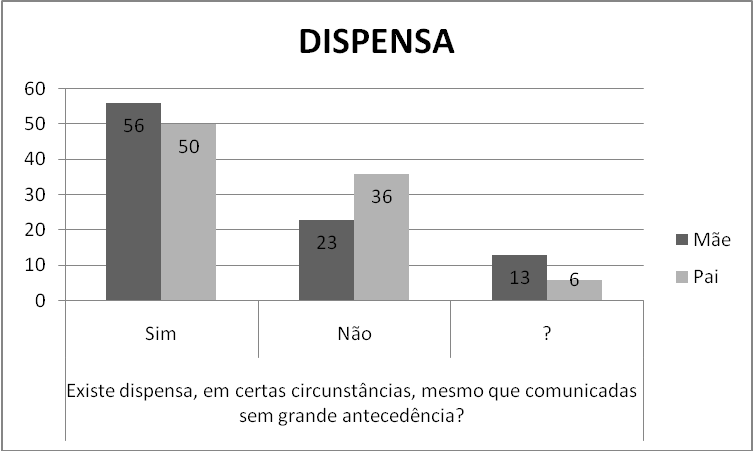 DISPENSA
60
50
40
30
20
10
0
56
50
23
36
13
6
Sim
Não
?
Existe dispensa, em certas circunstâncias, mesmo que comunicadas
sem grande antecedência?
Mãe
Pai